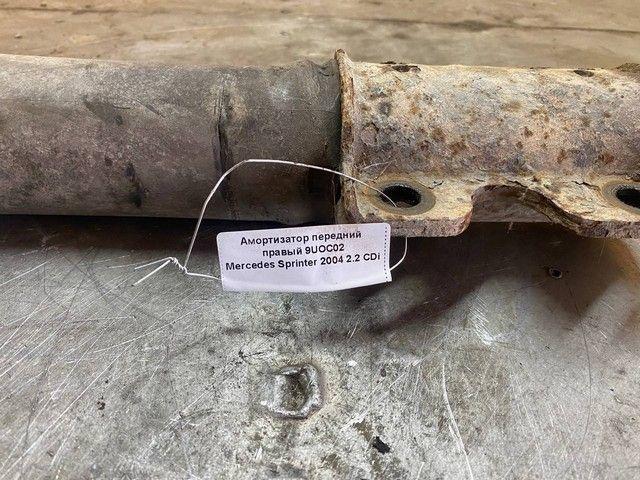 Амортизатор передний
правый 9UOC02
Mercedes Sprinter 2004 2.2 CDi